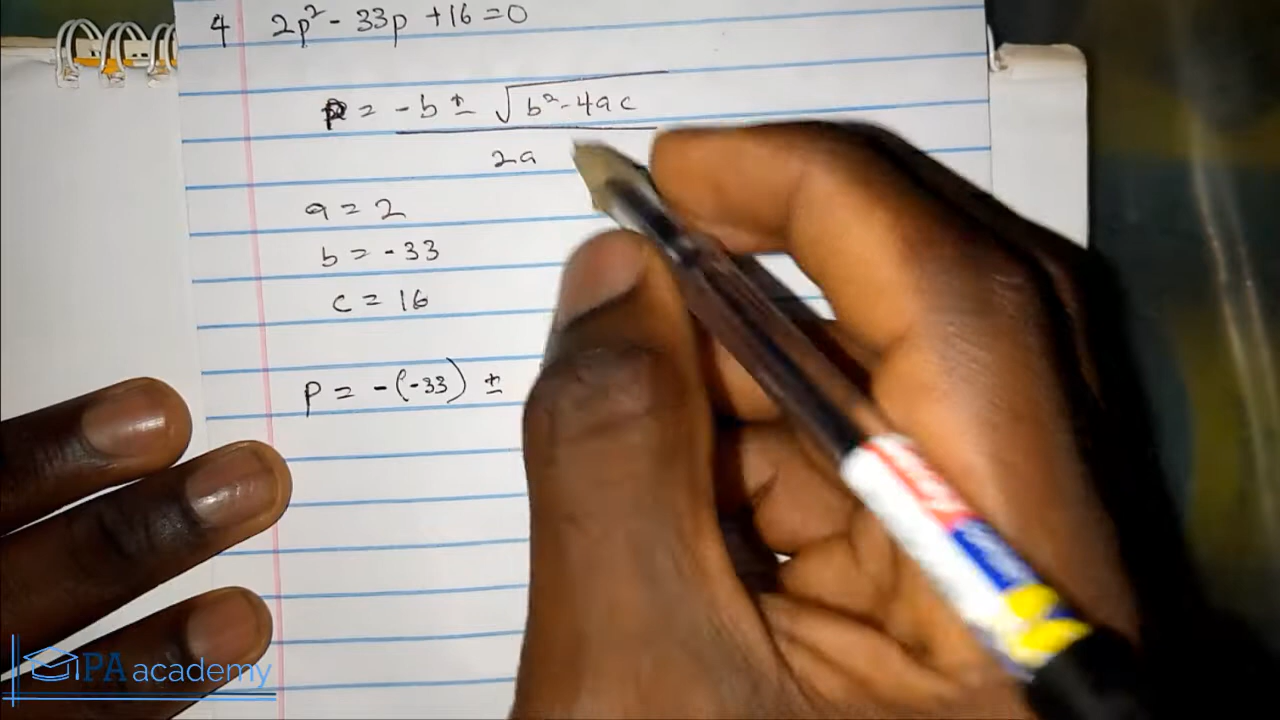 4 2p² - 33p + 16 = 0
p = -b ± √b² - 4ac
2a
a = 2
b = -33
c = 16
p = -(-33) ±
PA academy